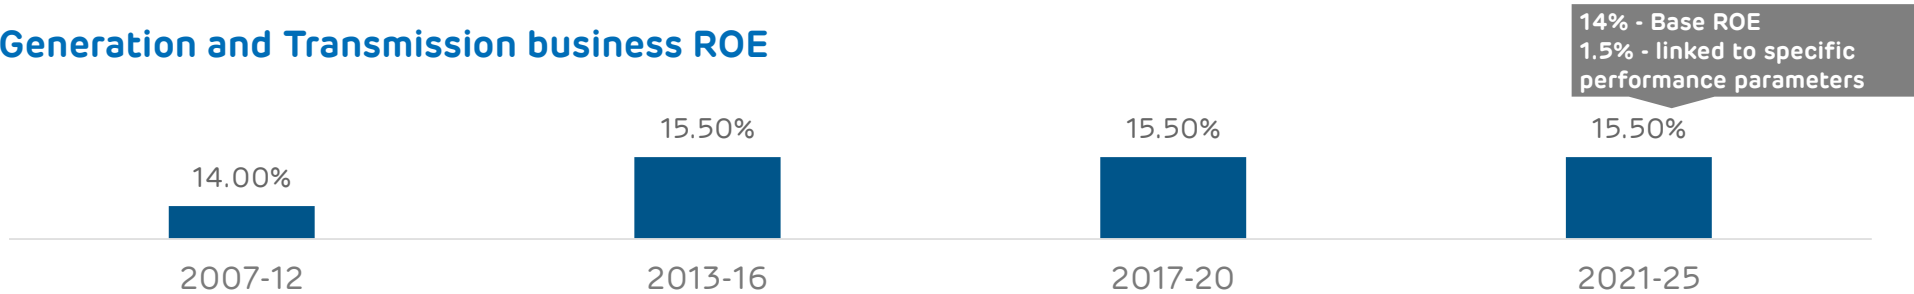 14% - Base ROE
1.5% - linked to specific
performance parameters
Generation and Transmission business ROE
14.00%
15.50%
15.50%
15.50%
2007-12
2013-16
2017-20
2021-25